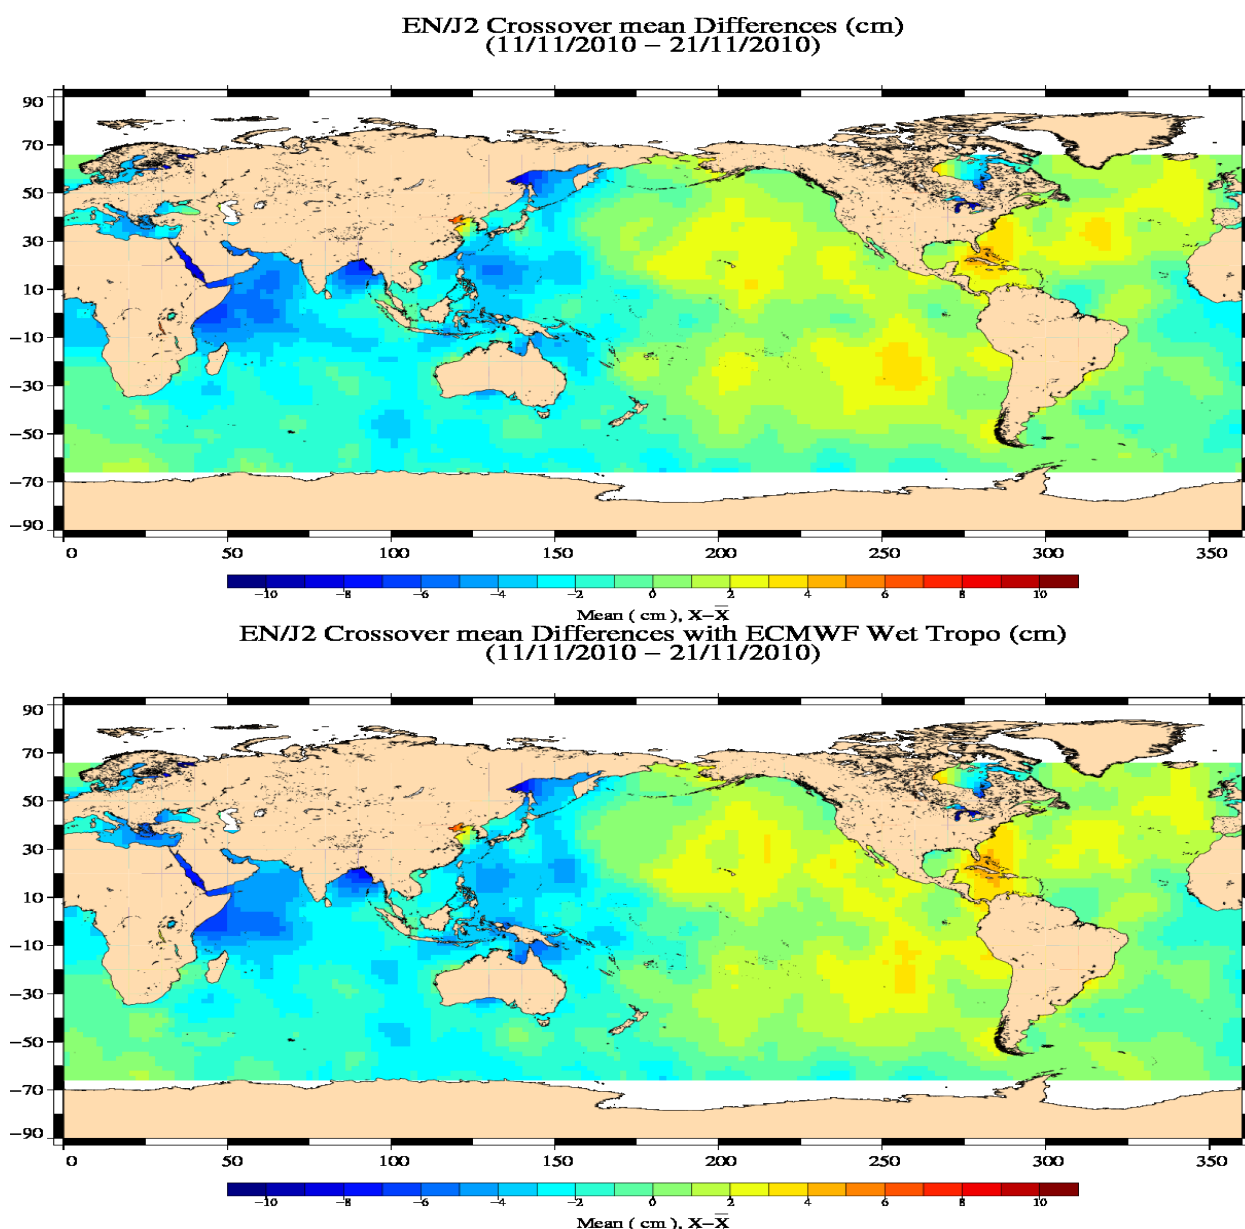 EN/J2 Crossover mean Differences (cm)
(11/11/2010 − 21/11/2010)
90
70
50
30
10
−10
−30
−50
−70
−90
0 50 100 150 200 250 300 350
−10 −8 −6 −4 −2 0 2 4 6 8 10
Mean ( cm ), X−X̅
EN/J2 Crossover mean Differences with ECMWF Wet Tropo (cm)
(11/11/2010 − 21/11/2010)
90
70
50
30
10
−10
−30
−50
−70
−90
0 50 100 150 200 250 300 350
−10 −8 −6 −4 −2 0 2 4 6 8 10
Mean ( cm ), X−X̅